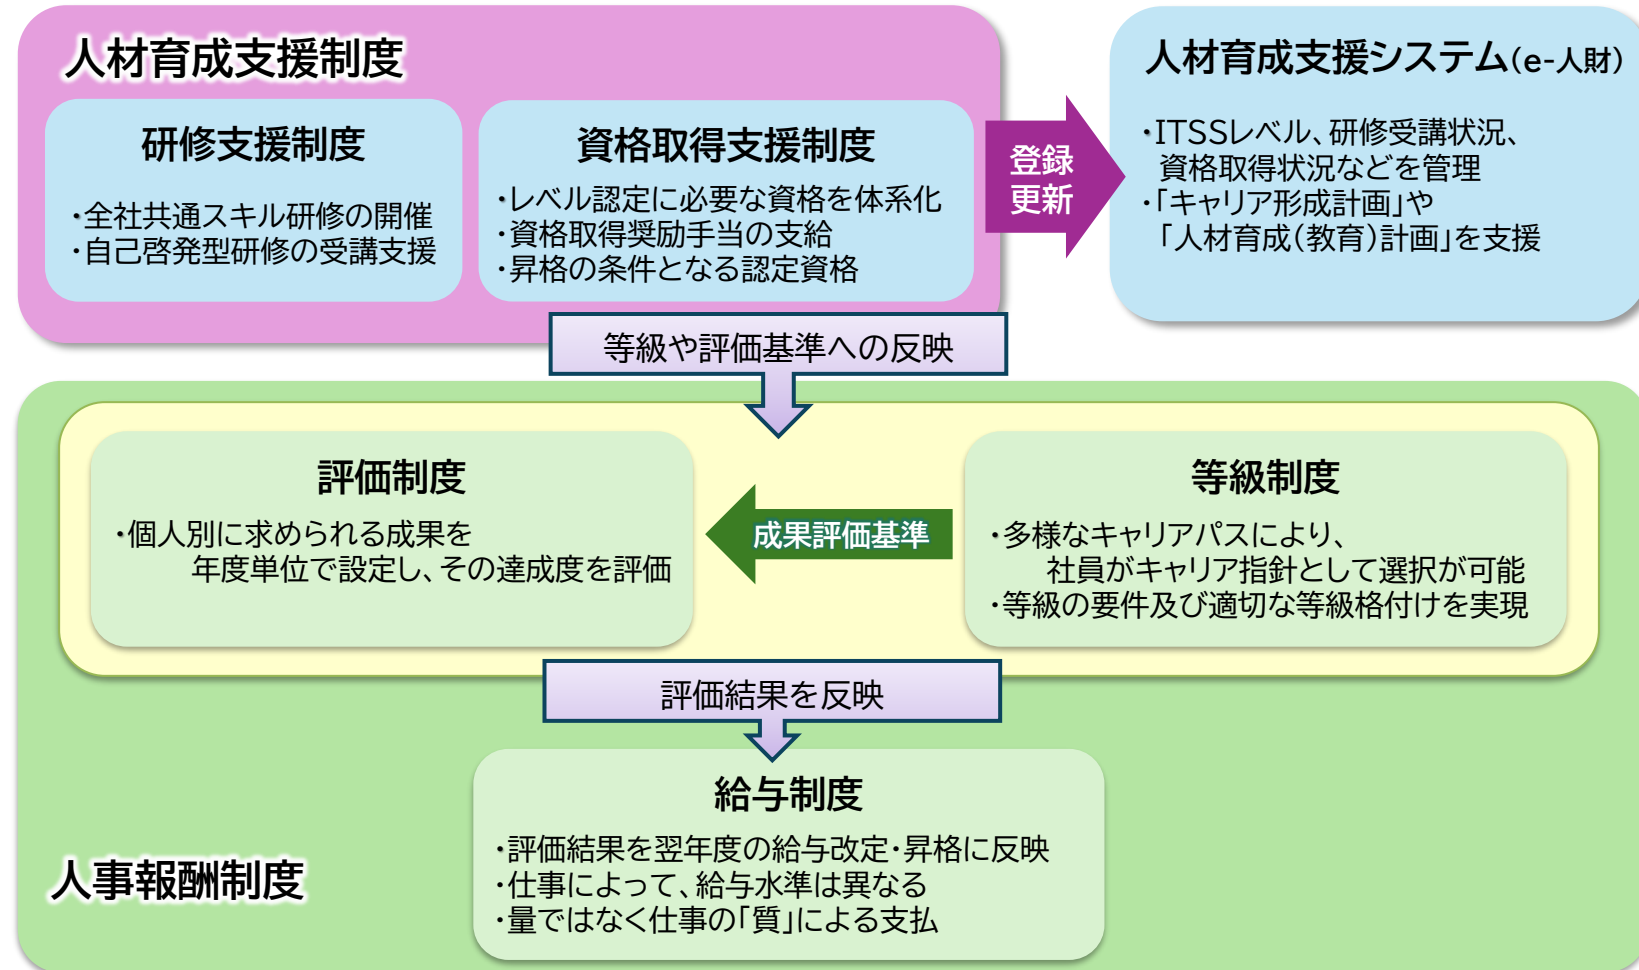 人材育成支援制度
研修支援制度
・全社共通スキル研修の開催
・自己啓発型研修の受講支援
資格取得支援制度
・レベル認定に必要な資格を体系化
・資格取得奨励手当の支給
・昇格の条件となる認定資格
登録
更新
人材育成支援システム(e-人財)
・ITSSレベル、研修受講状況、
資格取得状況などを管理
・「キャリア形成計画」や
「人材育成(教育)計画」を支援
等級や評価基準への反映
評価制度
・個人別に求められる成果を
年度単位で設定し、その達成度を評価
成果評価基準
等級制度
・多様なキャリアパスにより、
社員がキャリア指針として選択が可能
・等級の要件及び適切な等級格付けを実現
評価結果を反映
給与制度
・評価結果を翌年度の給与改定・昇格に反映
・仕事によって、給与水準は異なる
・量ではなく仕事の「質」による支払
人事報酬制度